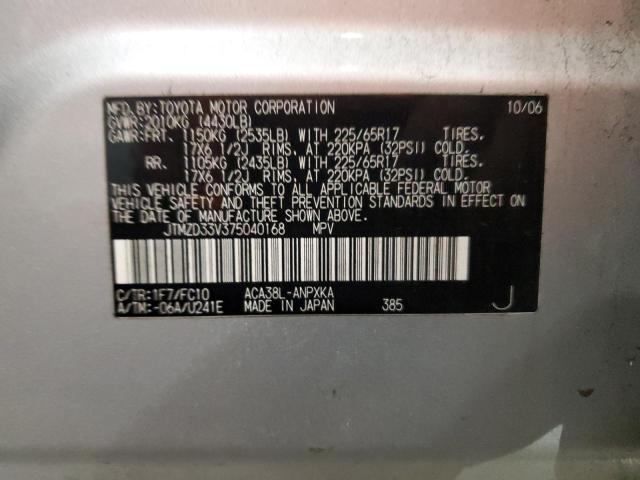 MFD. BY: TOYOTA MOTOR CORPORATION 10/06
GVWR: 2010KG (4430LB)
GAWR: FRT. 1150KG (2535LB) WITH 225/65R17 TIRES.
17X6 1/2J RIMS. AT 220KPA (32PSI) COLD.
RR. 1105KG (2435LB) WITH 225/65R17 TIRES.
17X6 1/2J RIMS. AT 220KPA (32PSI) COLD.
THIS VEHICLE CONFORMS TO ALL APPLICABLE FEDERAL MOTOR
VEHICLE SAFETY AND THEFT PREVENTION STANDARDS IN EFFECT ON
THE DATE OF MANUFACTURE SHOWN ABOVE.
JTMZD33V375040168 MPV
C/TR: 1F7/FC10 ACA38L-ANPXKA
A/TM: -06A/U241E MADE IN JAPAN 385 J